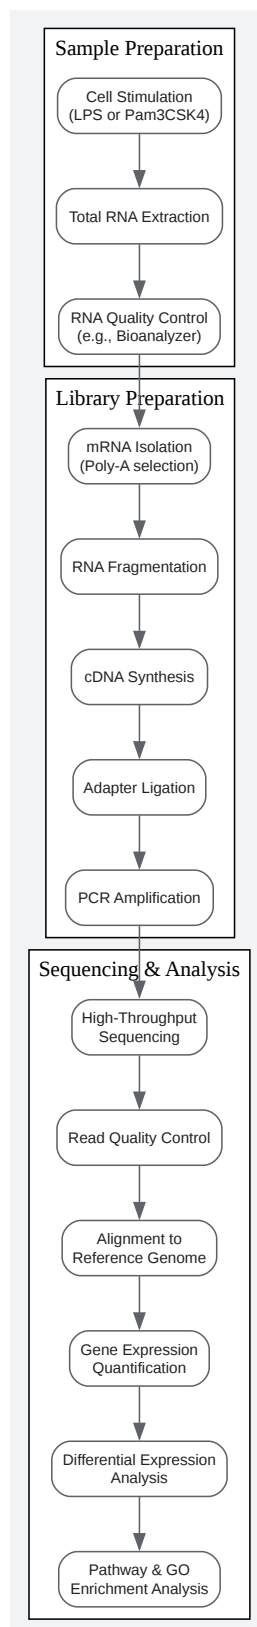 Sample Preparation
Cell Stimulation
(LPS or Pam3CSK4)
Total RNA Extraction
RNA Quality Control
(e.g., Bioanalyzer)
Library Preparation
mRNA Isolation
(Poly-A selection)
RNA Fragmentation
cDNA Synthesis
Adapter Ligation
PCR Amplification
Sequencing & Analysis
High-Throughput
Sequencing
Read Quality Control
Alignment to
Reference Genome
Gene Expression
Quantification
Differential Expression
Analysis
Pathway & GO
Enrichment Analysis